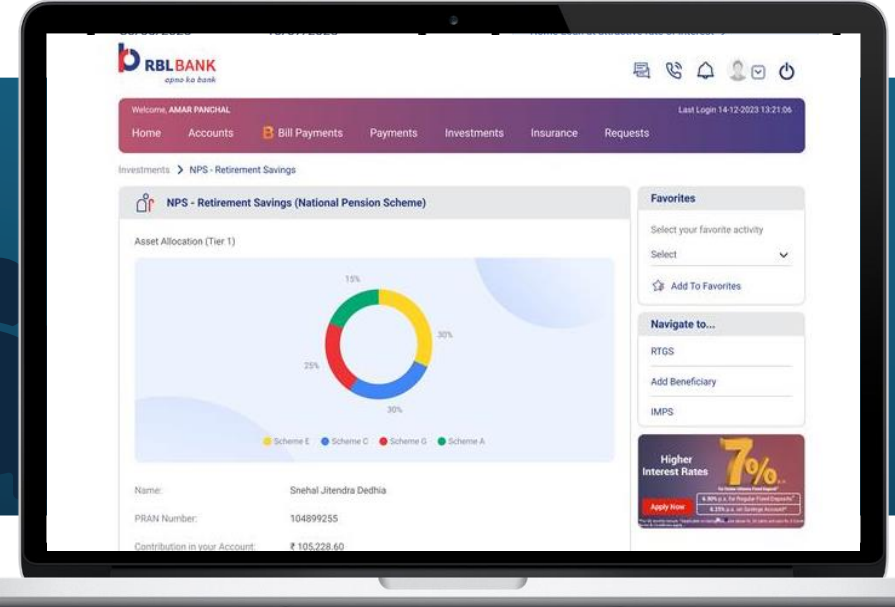 RBL BANK
apno ka bank
Welcome, AMAR PANCHAL
Last Login 14-12-2023 13:21:06
Home Accounts Bill Payments Payments Investments Insurance Requests
Investments > NPS - Retirement Savings
NPS - Retirement Savings (National Pension Scheme)
Asset Allocation (Tier 1)
15%
30%
25%
30%
Scheme E Scheme C Scheme G Scheme A
Name: Snehal Jitendra Dedhia
PRAN Number: 104899255
Contribution in your Account: ₹ 105,228.60
Favorites
Select your favorite activity
Select
Add To Favorites
Navigate to...
RTGS
Add Beneficiary
IMPS
Higher
Interest Rates
7%
Apply Now